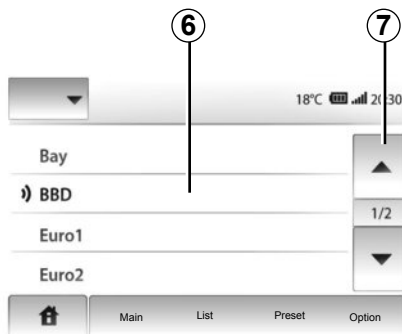 6 7
18°C 20:30
Bay
BBD
1/2
Euro1
Euro2
Main List Preset Option